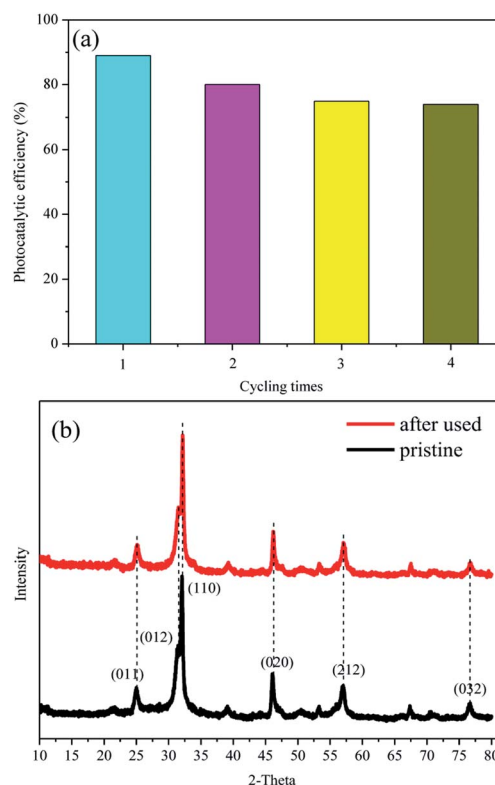 (a)
Photocatalytic efficiency (%)
100
80
60
40
20
0
1 2 3 4
Cycling times
(b)
after used
pristine
Intensity
(110)
(012)
(011)
(020)
(212)
(032)
10 15 20 25 30 35 40 45 50 55 60 65 70 75 80
2-Theta